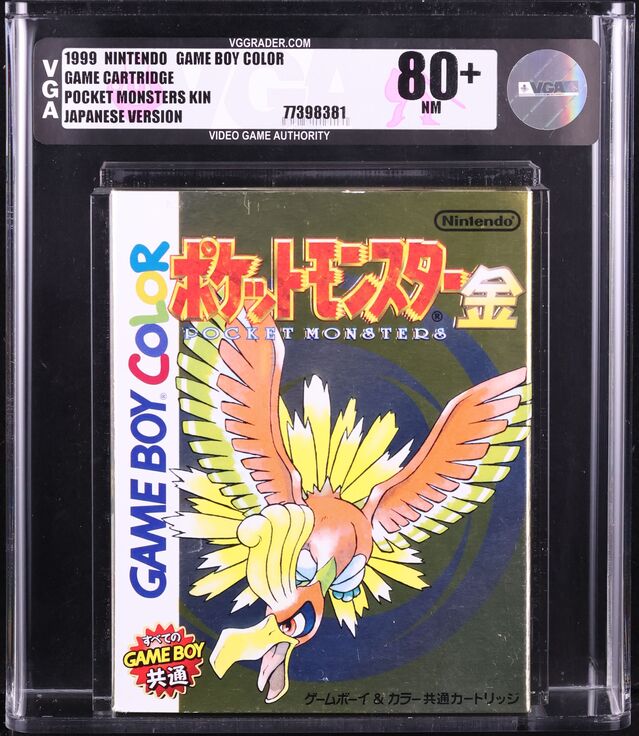 VGGRADER.COM
VGA
1999 NINTENDO GAME BOY COLOR
GAME CARTRIDGE
POCKET MONSTERS KIN
JAPANESE VERSION
77398381
80+
NM
VGA
VIDEO GAME AUTHORITY
Nintendo®
GAME BOY® COLOR
ポケットモンスター金
®
POCKET MONSTERS
すべての
GAME BOY
共通
ゲームボーイ & カラー共通カートリッジ